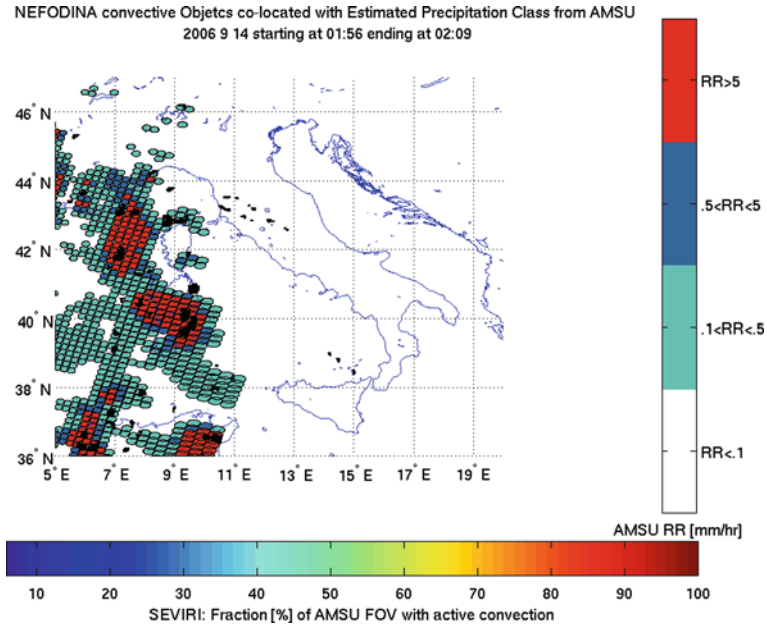 NEFODINA convective Objetcs co-located with Estimated Precipitation Class from AMSU
2006 9 14 starting at 01:56 ending at 02:09
RR>5
46° N
44° N
.5<RR<5
42° N
40° N
.1<RR<.5
38° N
36° N
RR<.1
5° E 7° E 9° E 11° E 13° E 15° E 17° E 19° E
AMSU RR [mm/hr]
10 20 30 40 50 60 70 80 90 100
SEVIRI: Fraction [%] of AMSU FOV with active convection